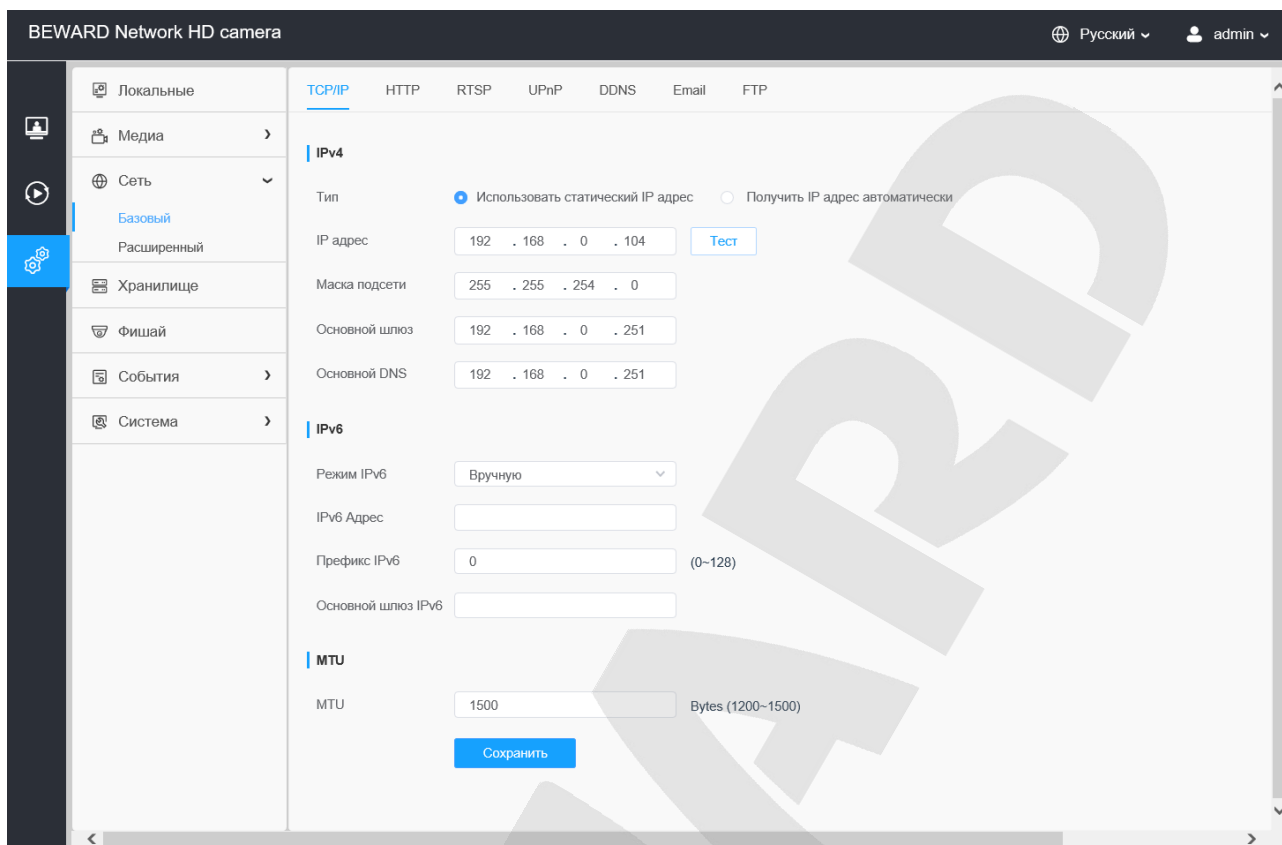 BEWARD Network HD camera Русский admin
Локальные
Медиа
Сеть
Базовый
Расширенный
Хранилище
Фишай
События
Система
TCP/IP HTTP RTSP UPnP DDNS Email FTP
IPv4
Тип Использовать статический IP адрес Получить IP адрес автоматически
IP адрес 192 . 168 . 0 . 104 Тест
Маска подсети 255 . 255 . 254 . 0
Основной шлюз 192 . 168 . 0 . 251
Основной DNS 192 . 168 . 0 . 251
IPv6
Режим IPv6 Вручную
IPv6 Адрес
Префикс IPv6 0 (0~128)
Основной шлюз IPv6
MTU
MTU 1500 Bytes (1200~1500)
Сохранить
WARD